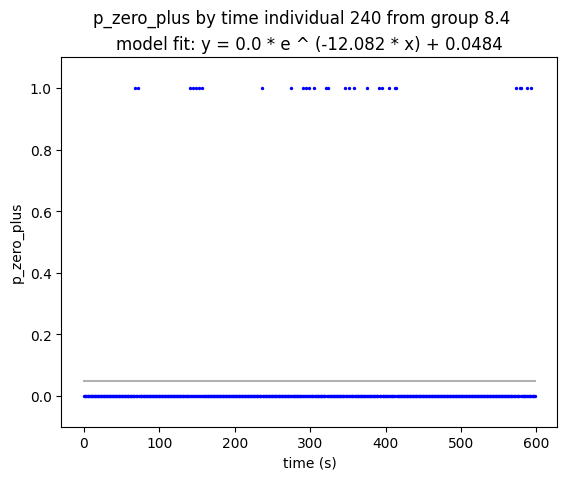 p_zero_plus by time individual 240 from group 8.4
model fit: y = 0.0 * e ^ (-12.082 * x) + 0.0484
1.0
0.8
0.6
0.4
0.2
0.0
p_zero_plus
0 100 200 300 400 500 600
time (s)